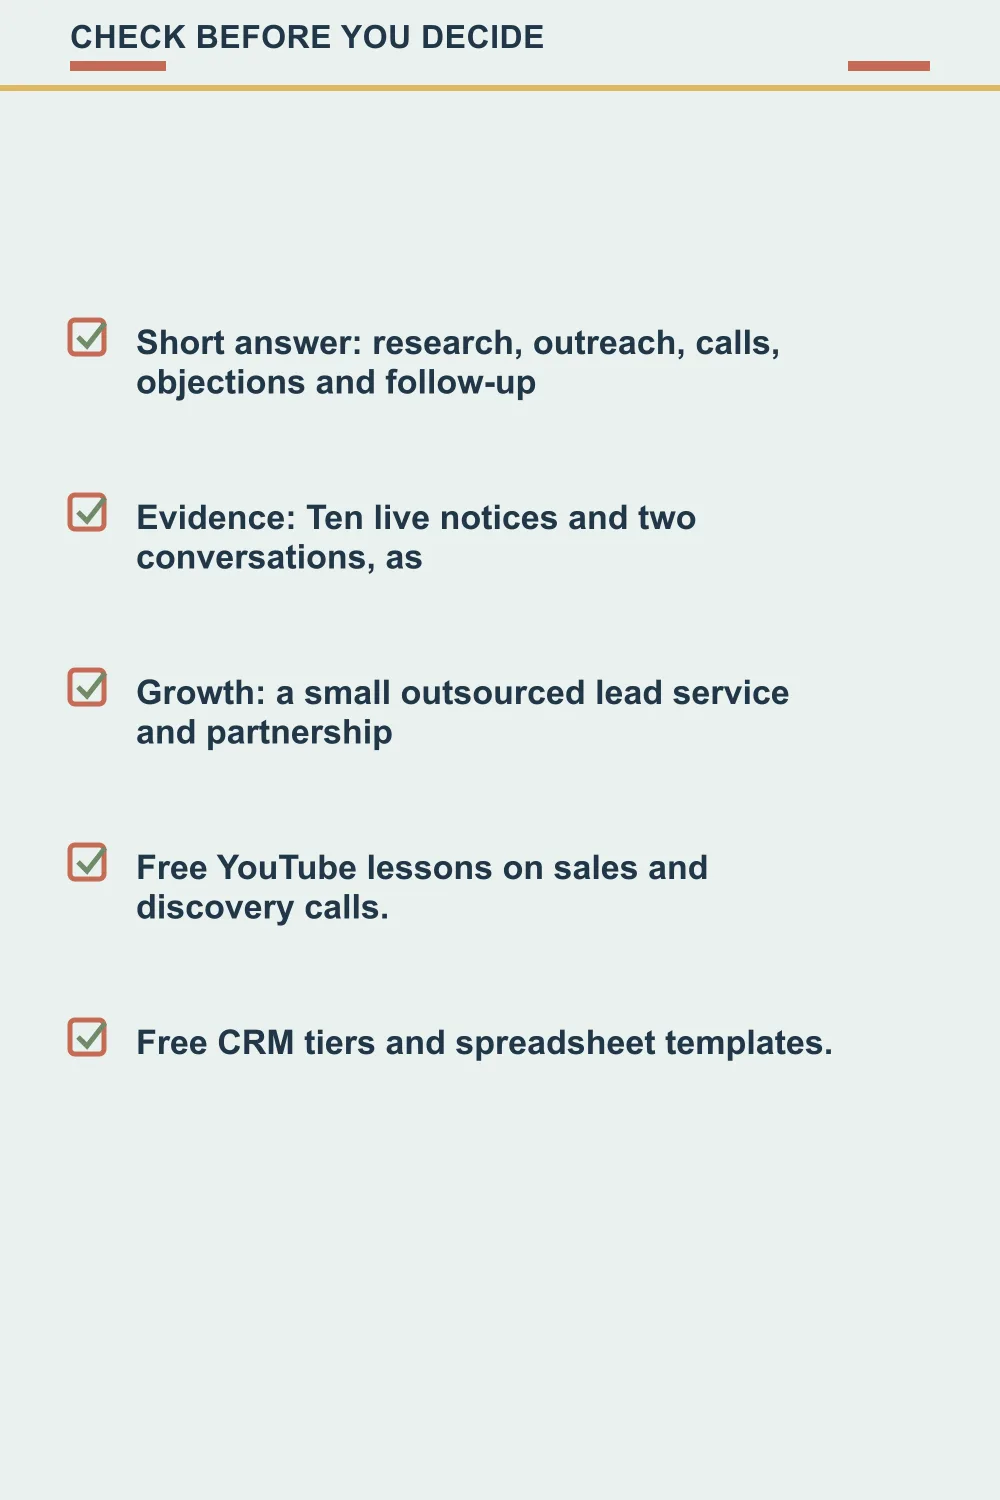 CHECK BEFORE YOU DECIDE
Short answer: research, outreach, calls,
objections and follow-up
Evidence: Ten live notices and two
conversations, as
Growth: a small outsourced lead service
and partnership
Free YouTube lessons on sales and
discovery calls.
Free CRM tiers and spreadsheet templates.